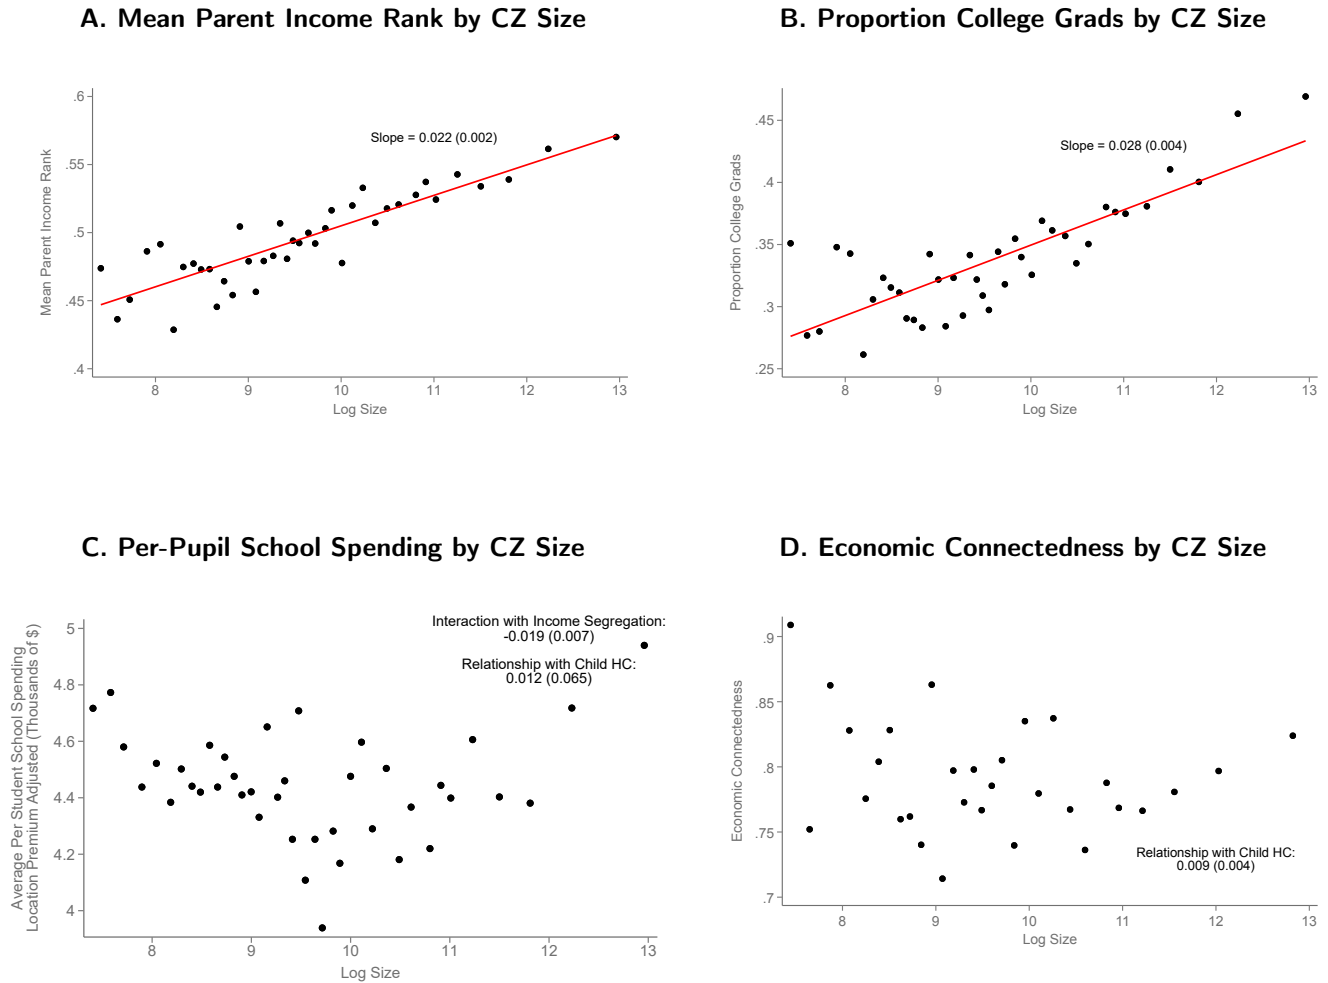 A. Mean Parent Income Rank by CZ Size
.6
.55
.5
.45
.4
Mean Parent Income Rank
Slope = 0.022 (0.002)
8 9 10 11 12 13
Log Size
B. Proportion College Grads by CZ Size
.45
.4
.35
.3
.25
Proportion College Grads
Slope = 0.028 (0.004)
8 9 10 11 12 13
Log Size
C. Per-Pupil School Spending by CZ Size
5
4.8
4.6
4.4
4.2
4
Average Per Student School Spending
Location Premium Adjusted (Thousands of $)
Interaction with Income Segregation:
-0.019 (0.007)
Relationship with Child HC:
0.012 (0.065)
8 9 10 11 12 13
Log Size
D. Economic Connectedness by CZ Size
.9
.85
.8
.75
.7
Economic Connectedness
Relationship with Child HC:
0.009 (0.004)
8 9 10 11 12 13
Log Size